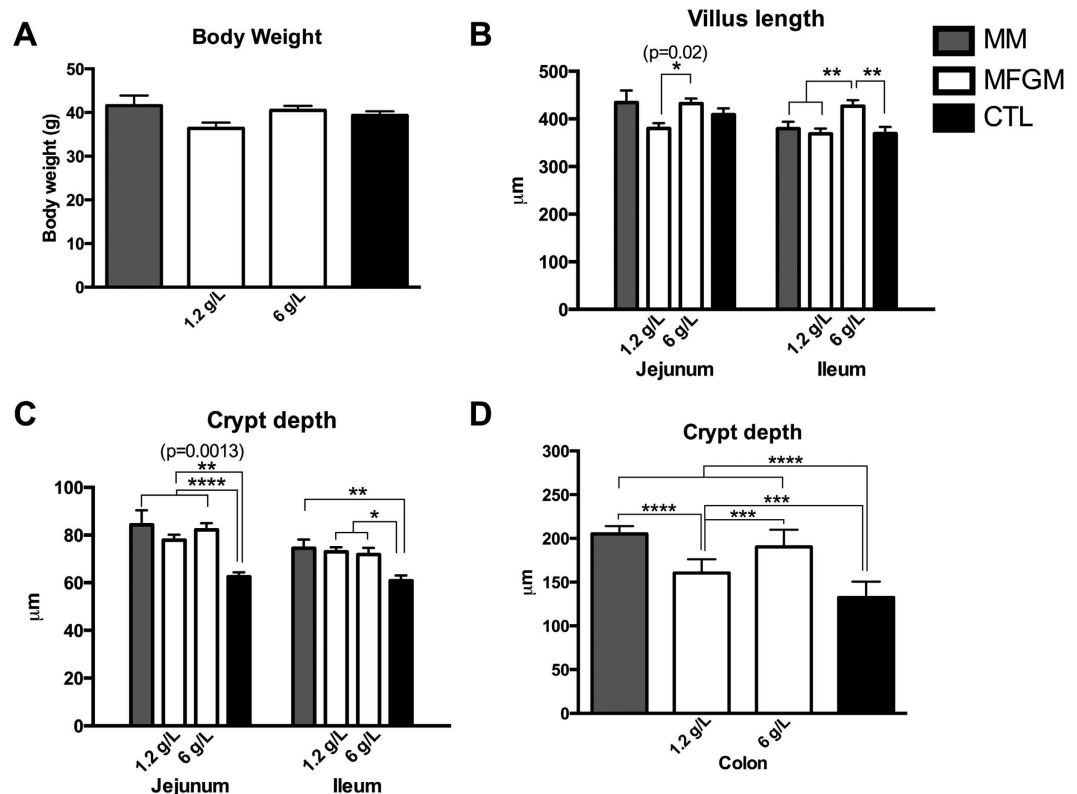 A
Body Weight
Body weight (g)
50
40
30
20
10
0
1.2 g/L
6 g/L
B
Villus length
(p=0.02)
*
**
**
μm
500
400
300
200
100
0
1.2 g/L
6 g/L
1.2 g/L
6 g/L
Jejunum
Ileum
MM
MFGM
CTL
C
Crypt depth
(p=0.0013)
**
****
**
*
μm
100
80
60
40
20
0
1.2 g/L
6 g/L
1.2 g/L
6 g/L
Jejunum
Ileum
D
Crypt depth
****
****
***
***
μm
300
250
200
150
100
50
0
1.2 g/L
6 g/L
Colon